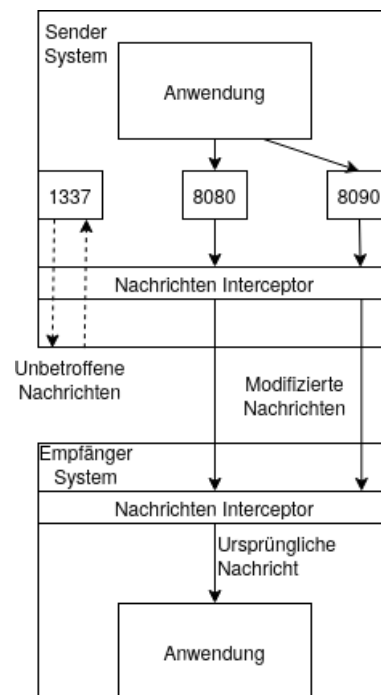 Sender
System
Anwendung
1337
8080
8090
Nachrichten Interceptor
Unbetroffene
Nachrichten
Modifizierte
Nachrichten
Empfänger
System
Nachrichten Interceptor
Ursprüngliche
Nachricht
Anwendung